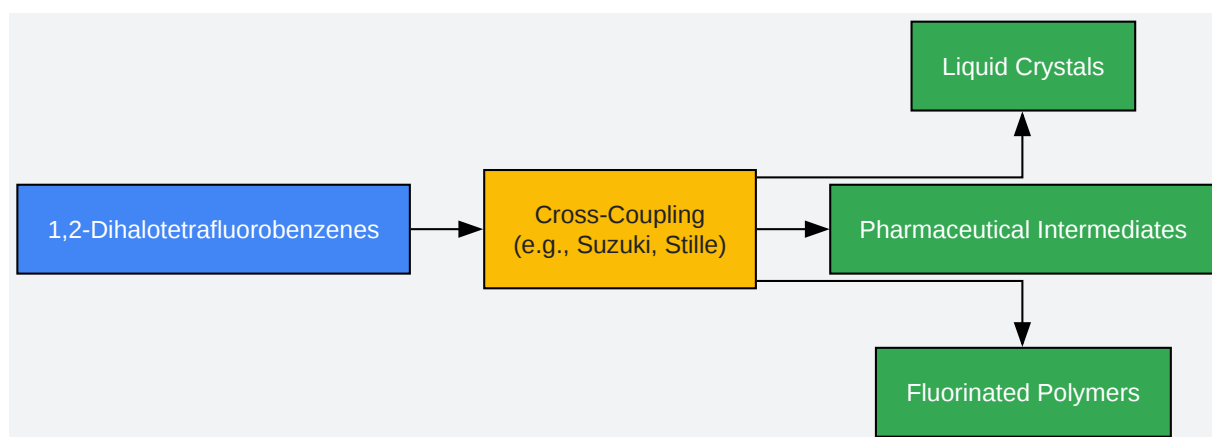 Liquid Crystals
1,2-Dihalotetrafluorobenzenes
Cross-Coupling
(e.g., Suzuki, Stille)
Pharmaceutical Intermediates
Fluorinated Polymers